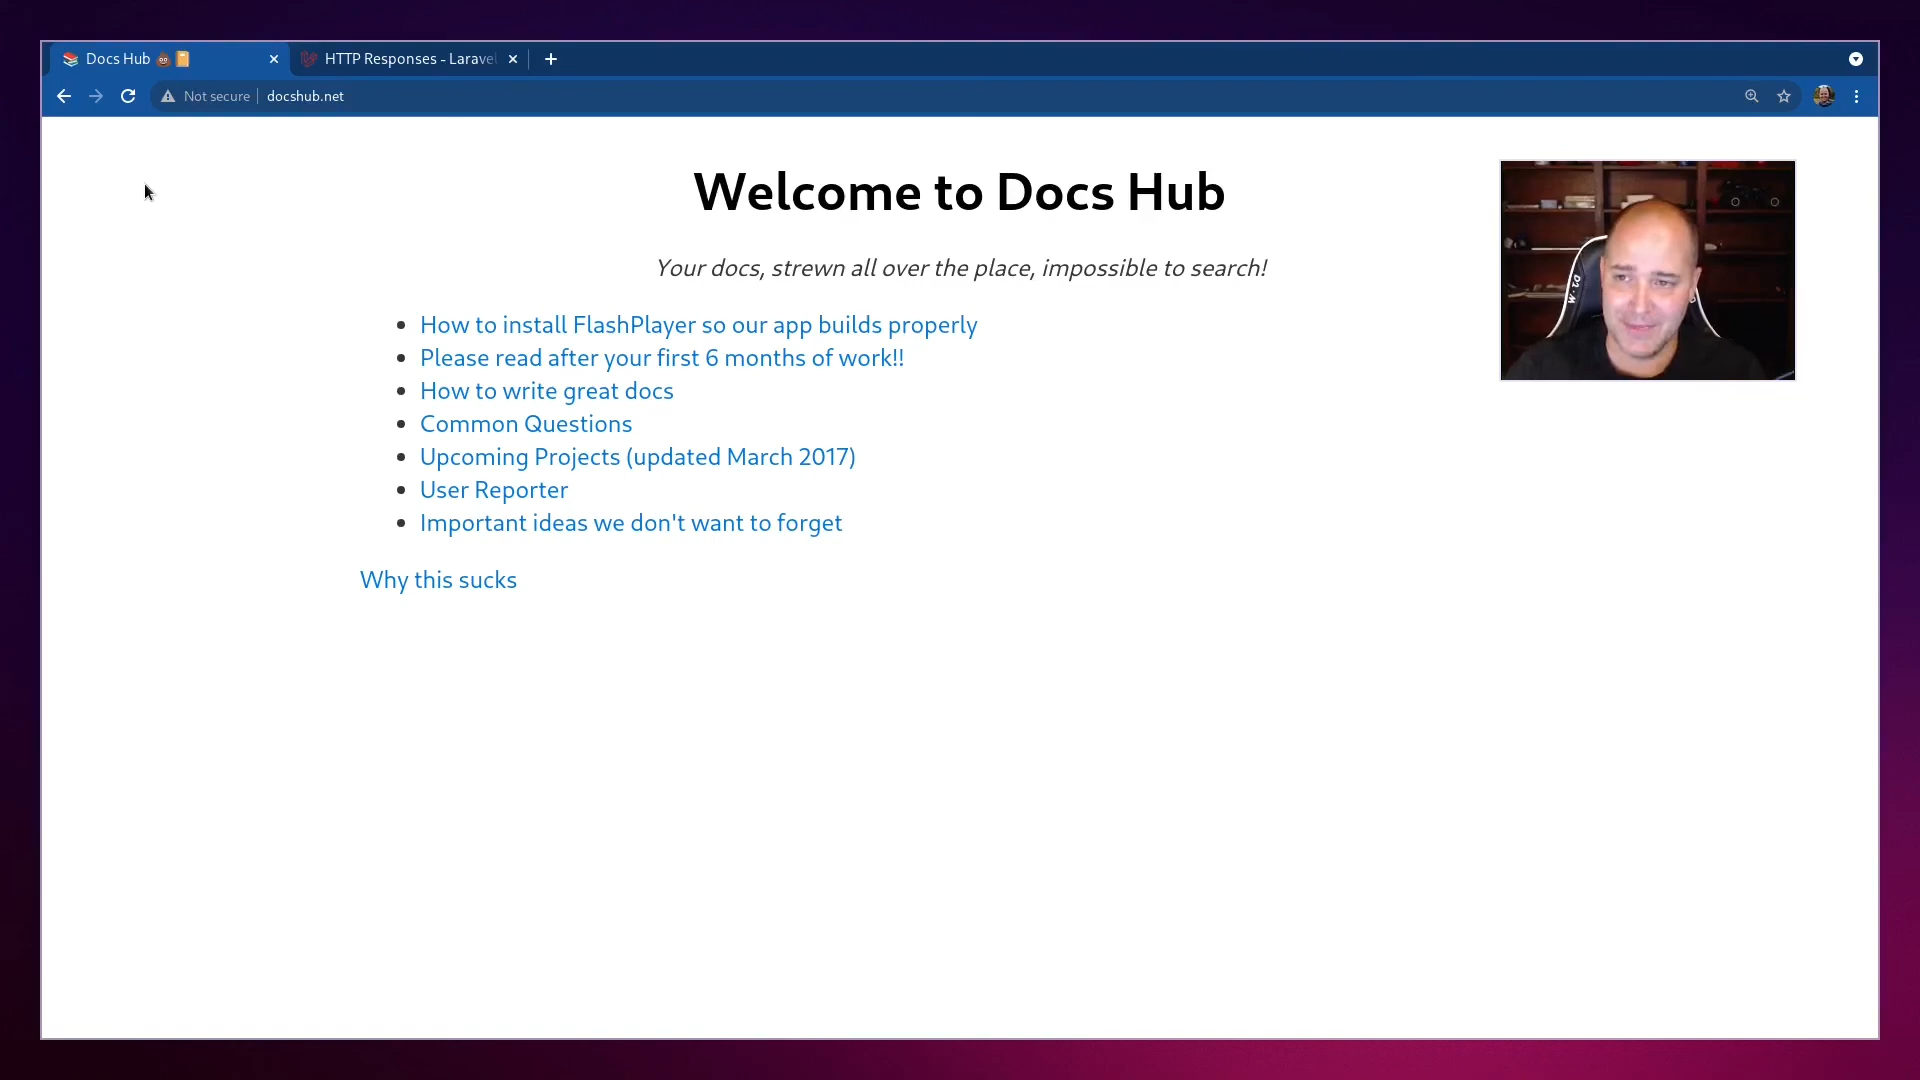 Docs Hub 💩📔
HTTP Responses - Laravel
Not secure
docshub.net
Welcome to Docs Hub
Your docs, strewn all over the place, impossible to search!
How to install FlashPlayer so our app builds properly
Please read after your first 6 months of work!!
How to write great docs
Common Questions
Upcoming Projects (updated March 2017)
User Reporter
Important ideas we don't want to forget
Why this sucks